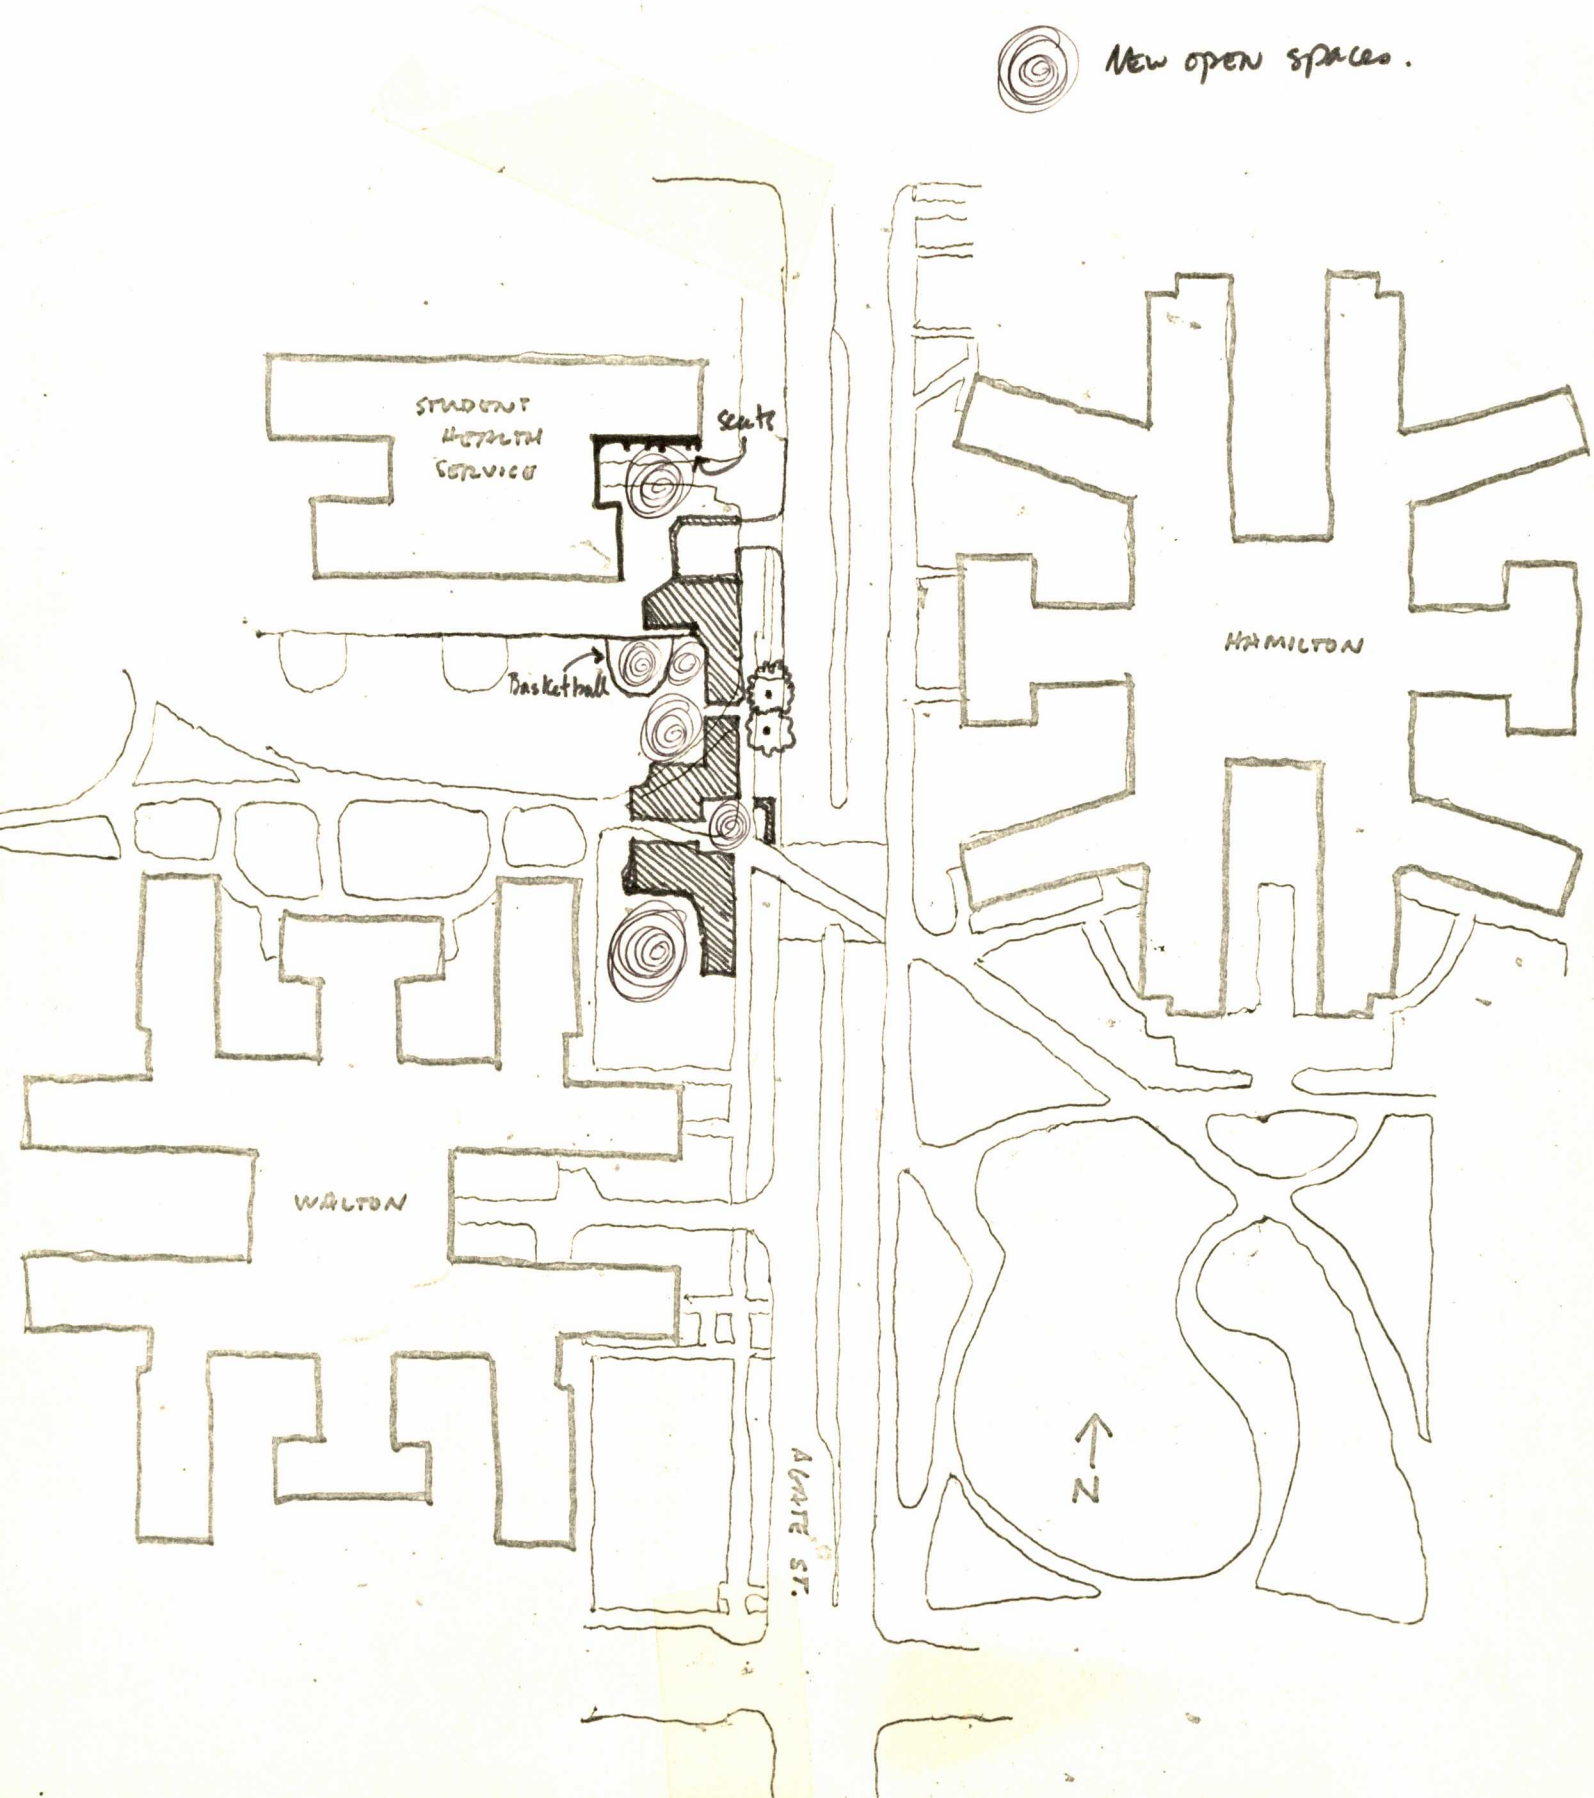 NEW OPEN SPACES.
STUDENT
HEALTH
SERVICE
seats
Basketball
HAMILTON
WALTON
N
AGATE ST.